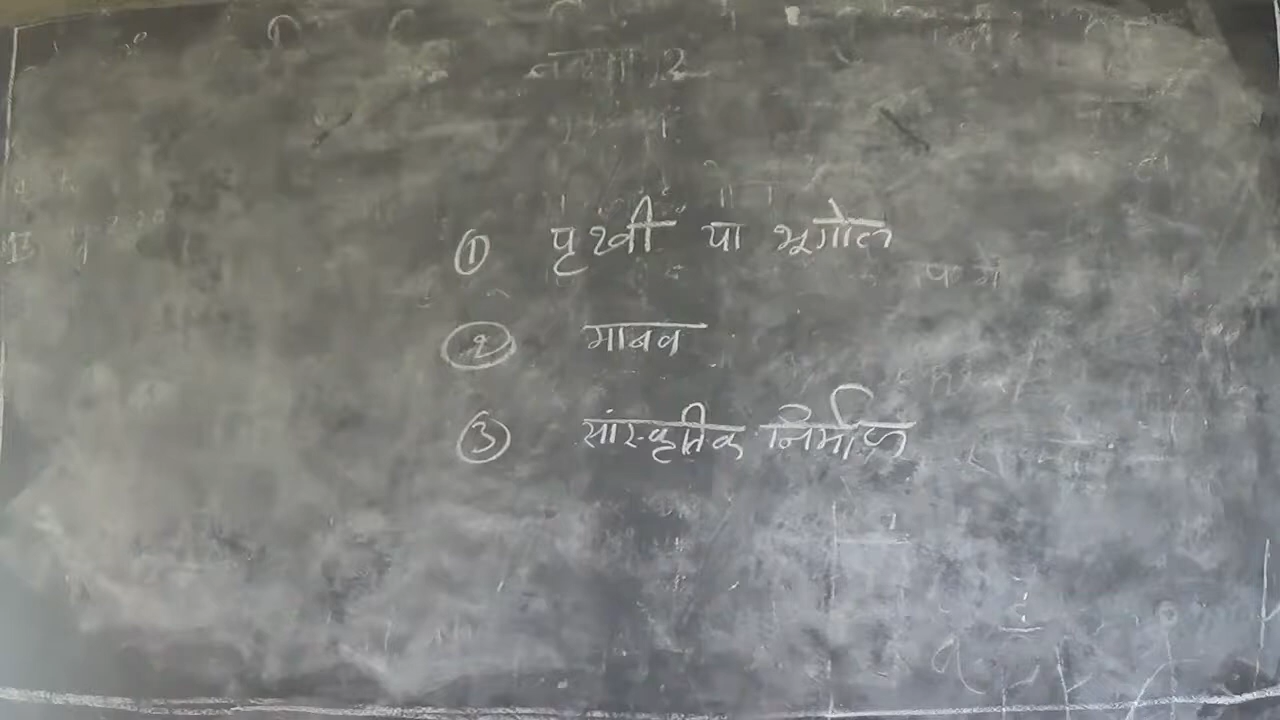 ① पृथ्वी या भूगोल
② मानव
③ सांस्कृतिक निर्माण